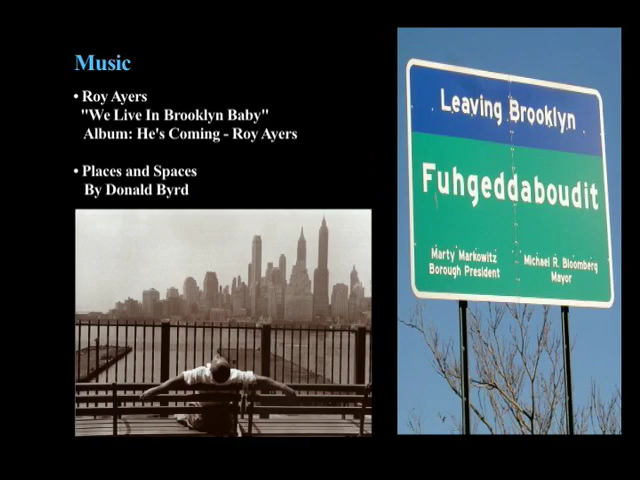 Music
• Roy Ayers
"We Live In Brooklyn Baby"
Album: He's Coming - Roy Ayers
• Places and Spaces
By Donald Byrd
Leaving Brooklyn
Fuhgeddaboudit
Marty Markowitz
Borough President
Michael R. Bloomberg
Mayor